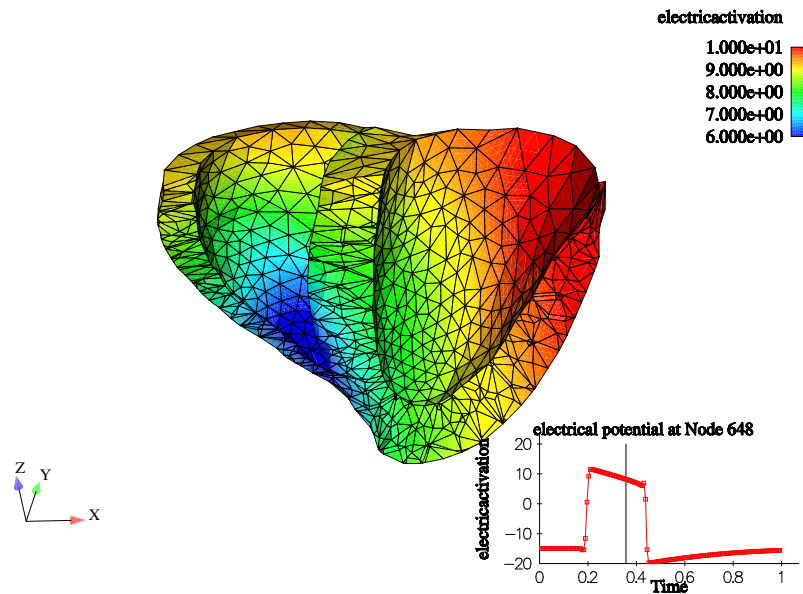 electricactivation
1.000e+01
9.000e+00
8.000e+00
7.000e+00
6.000e+00
electrical potential at Node 648
electricactivation
20
10
0
−10
−20
0 0.2 0.4 0.6 0.8 1
Time
Z
Y
X